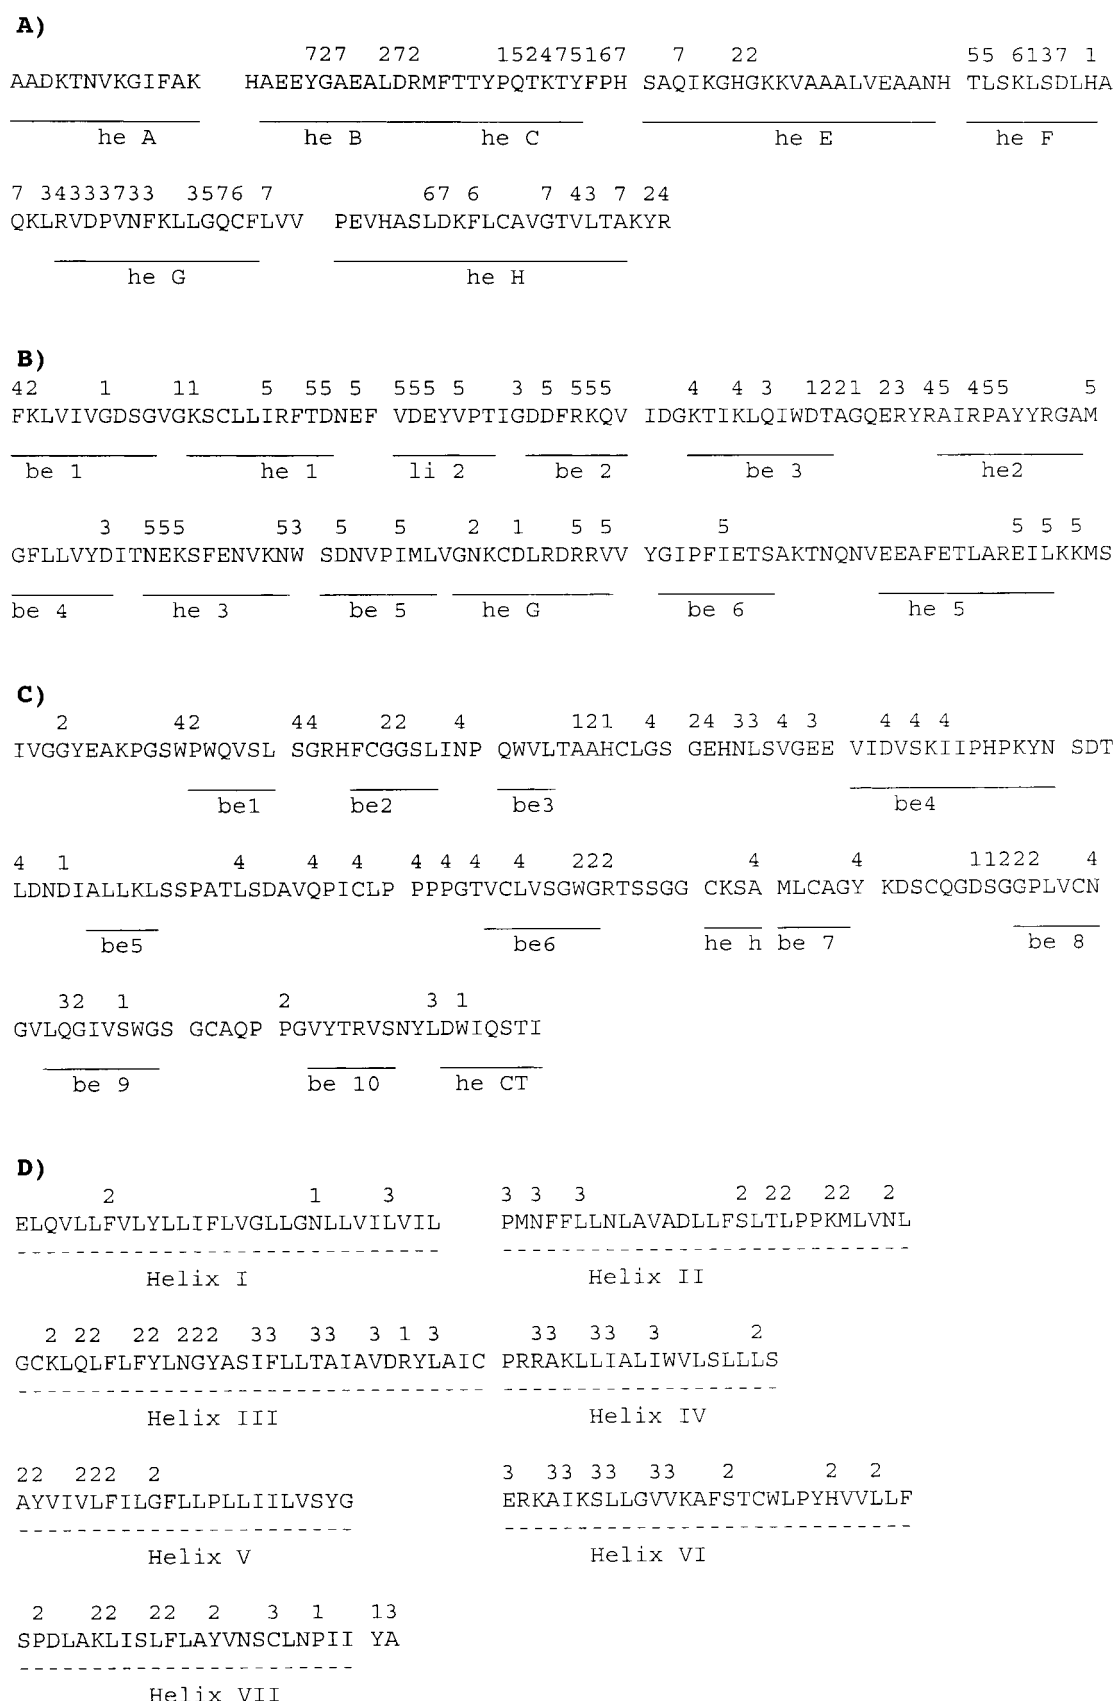 A)
727 272 152475167 7 22 55 6137 1
AADKTNVKGIFAK HAEEYGAEALDRMFTTYPQTKTYFPH SAQIKGHGKKVAAALVEAANH TLSKLSDLHA
he A he B he C he E he F
7 34333733 3576 7 67 6 7 43 7 24
QKLRVDPVNFKLLGQCFLVV PEVHASLDKFLCAVGTVLTAKYR
he G he H
B)
42 1 11 5 55 5 555 5 3 5 555 4 4 3 1221 23 45 455 5
FKLVIVGDSGVGKSCLLIRFTDNEF VDEYVPTIGDDFRKQV IDGKTIKLQIWDTAGQERYRAIRPAYYRGAM
be 1 he 1 li 2 be 2 be 3 he2
3 555 53 5 5 2 1 5 5 5 5 5 5
GFLLVYDITNEKSFENVKNW SDNVPIMLVGNKCDLRDRRVV YGIPFIETSAKTNQNVEEAFETLAREILKKMS
be 4 he 3 be 5 he G be 6 he 5
C)
2 42 44 22 4 121 4 24 33 4 3 4 4 4
IVGGYEAKPGSWPWQVSL SGRHFCGGSLINP QWVLTAAHCLGS GEHNLSVGEE VIDVSKIIPHPKYN SDT
be1 be2 be3 be4
4 1 4 4 4 4 4 4 4 222 4 4 11222 4
LDNDIALLKLSSPATLSDAVQPICLP PPPGTVCLVSGWGRTSSGG CKSA MLCAGY KDSCQGDSGGPLVCN
be5 be6 he h be 7 be 8
32 1 2 3 1
GVLQGIVSWGS GCAQPP PGVYTRVSNYLDWIQSTI
be 9 be 10 he CT
D)
2 1 3 3 3 3 2 22 22 2
ELQVLLFVLYLLIFLVGLLGNLLVILVIL PMNFFLLNLAVADLLFSLTLPPKMLVNL
Helix I Helix II
2 22 22 222 33 33 3 1 3 33 33 3 2
GCKLQLFLFYLNGYASIFLLTAIAVDRYLAIC PRRAKLLIALIWVLSLLLS
Helix III Helix IV
22 222 2 3 33 33 33 2 2 2
AYVIVLFILGFLLPLLIILVSYG ERKAIKSLLGVVKAFSTCWLPYHVVLLF
Helix V Helix VI
2 22 22 2 3 1 13
SPDLAKLISLFLAYVNSCLNPII YA
Helix VII